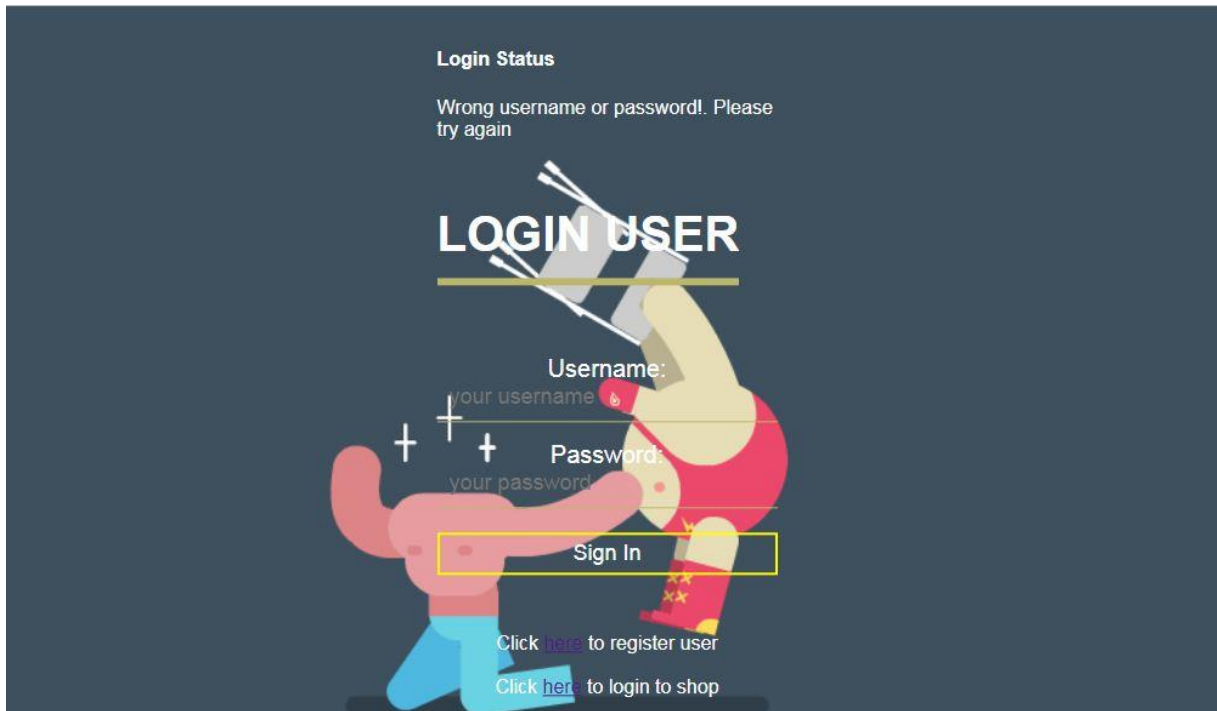 Login Status
Wrong username or password!. Please
try again
LOGIN USER
Username:
your username
Password:
your password
Sign In
Click here to register user
Click here to login to shop